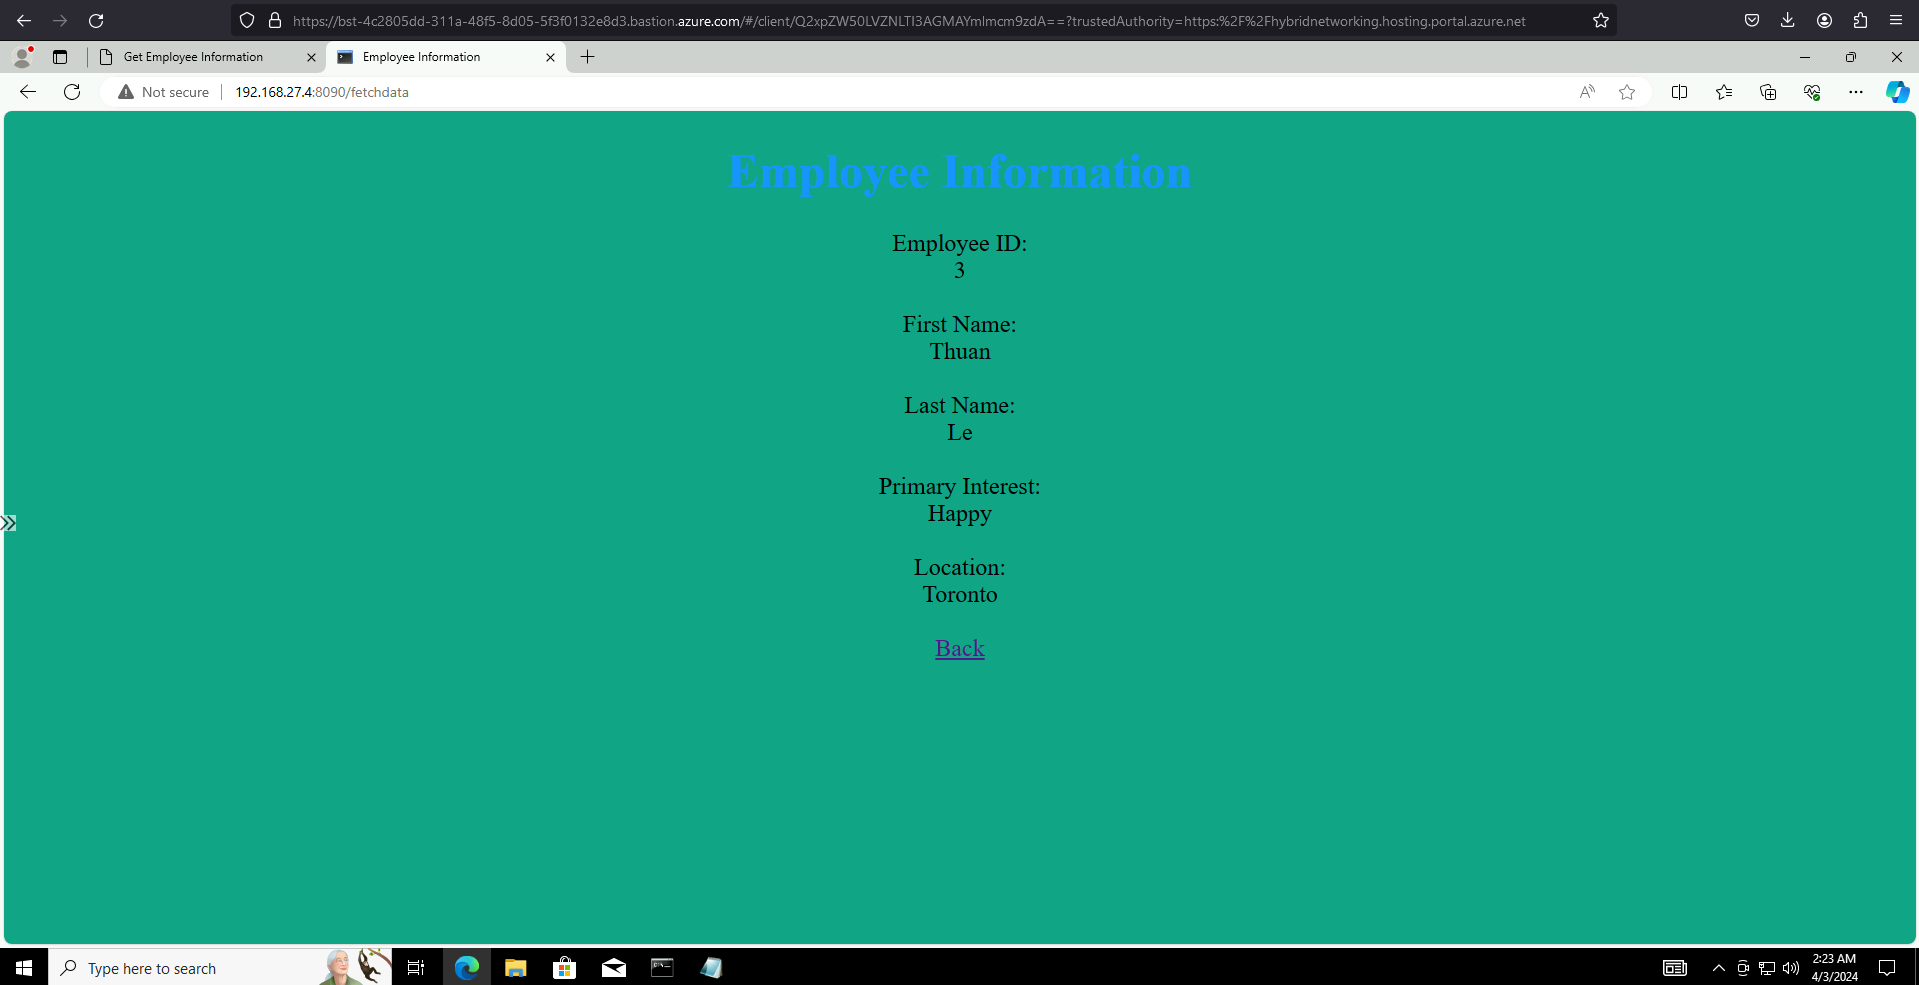 https://bst-4c2805dd-311a-48f5-8d05-5f3f0132e8d3.bastion.azure.com/#/client/Q2xpZW50LVZNLTI3AGMAYmlmcm9zdA==?trustedAuthority=https:%2F%2Fhybridnetworking.hosting.portal.azure.net
Get Employee Information
Employee Information
Not secure
192.168.27.4:8090/fetchdata
Employee Information
Employee ID:
3
First Name:
Thuan
Last Name:
Le
Primary Interest:
Happy
Location:
Toronto
Back
Type here to search
2:23 AM
4/3/2024